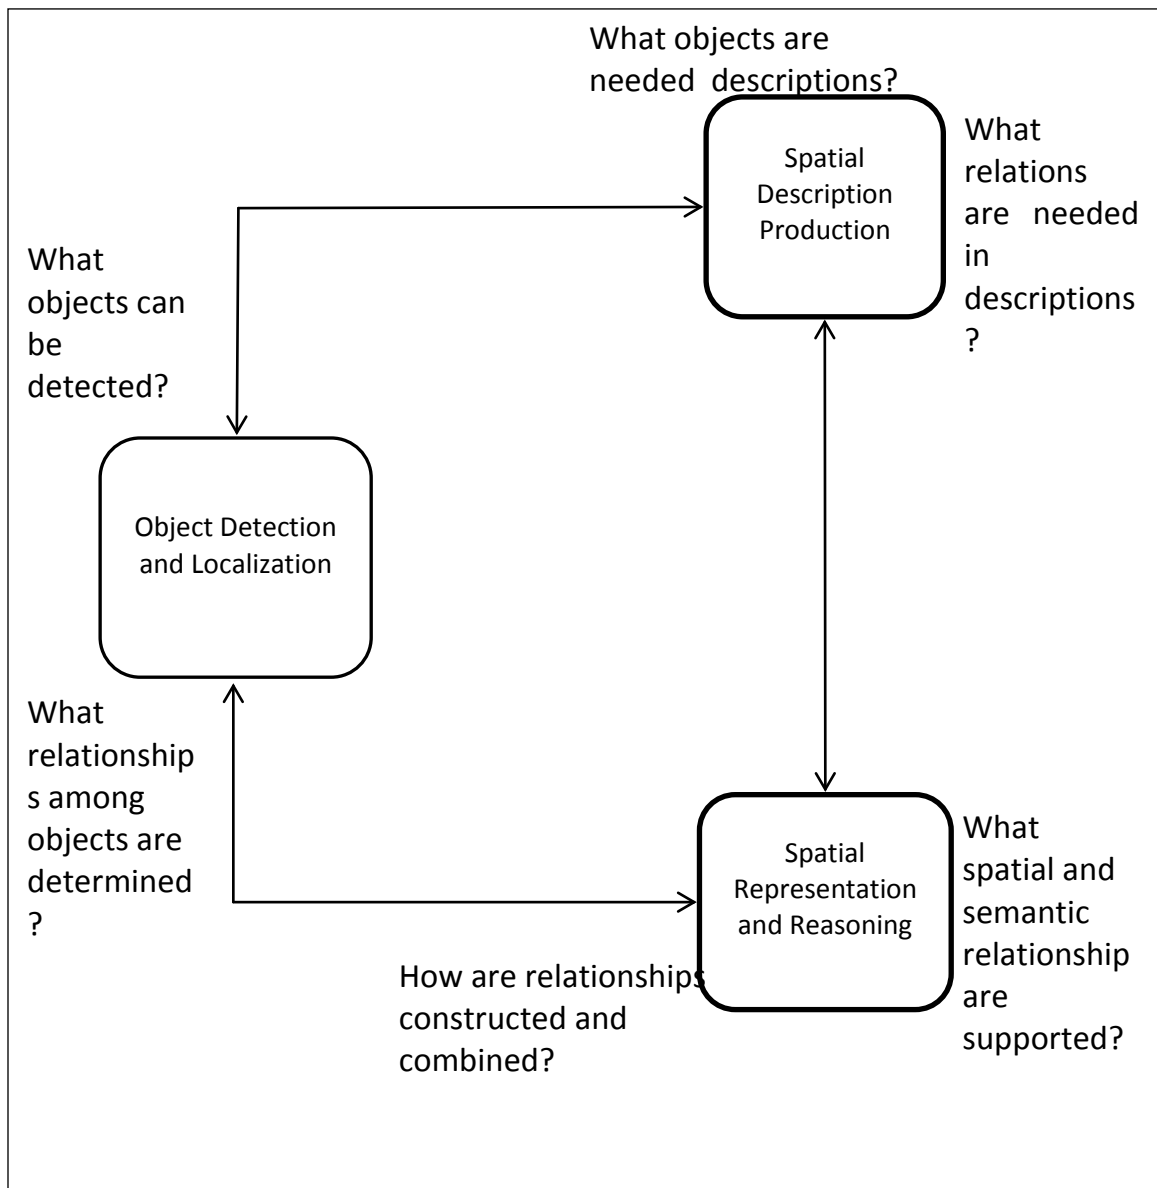 What objects are
needed descriptions?
Spatial
Description
Production
What
relations
are needed
in
descriptions
?
What
objects can
be
detected?
Object Detection
and Localization
What
relationship
s among
objects are
determined
?
Spatial
Representation
and Reasoning
What
spatial and
semantic
relationship
are
supported?
How are relationships
constructed and
combined?